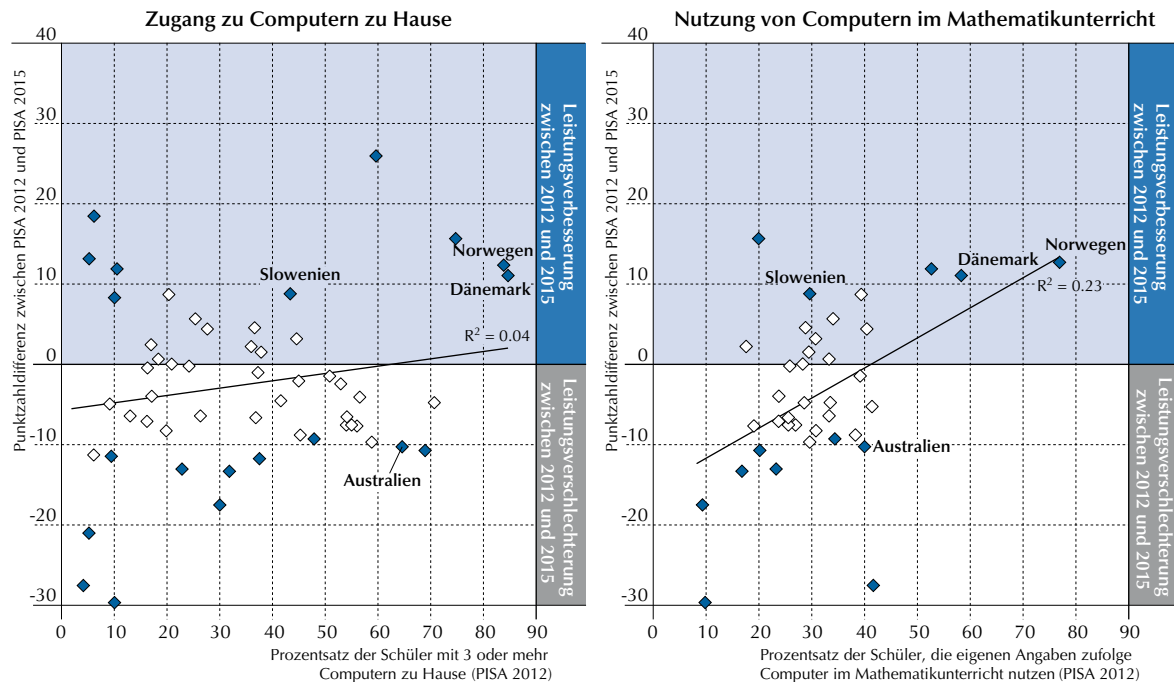 Zugang zu Computern zu Hause
Punktzahldifferenz zwischen PISA 2012 und PISA 2015
40
30
20
10
0
-10
-20
-30
Norwegen
Slowenien
Dänemark
R² = 0.04
Australien
Leistungsverbesserung
zwischen 2012 und 2015
Leistungsverschlechterung
zwischen 2012 und 2015
0 10 20 30 40 50 60 70 80 90
Prozentsatz der Schüler mit 3 oder mehr
Computern zu Hause (PISA 2012)
Nutzung von Computern im Mathematikunterricht
Punktzahldifferenz zwischen PISA 2012 und PISA 2015
40
30
20
10
0
-10
-20
-30
Norwegen
Dänemark
Slowenien
R² = 0.23
Australien
Leistungsverbesserung
zwischen 2012 und 2015
Leistungsverschlechterung
zwischen 2012 und 2015
0 10 20 30 40 50 60 70 80 90
Prozentsatz der Schüler, die eigenen Angaben zufolge
Computer im Mathematikunterricht nutzen (PISA 2012)